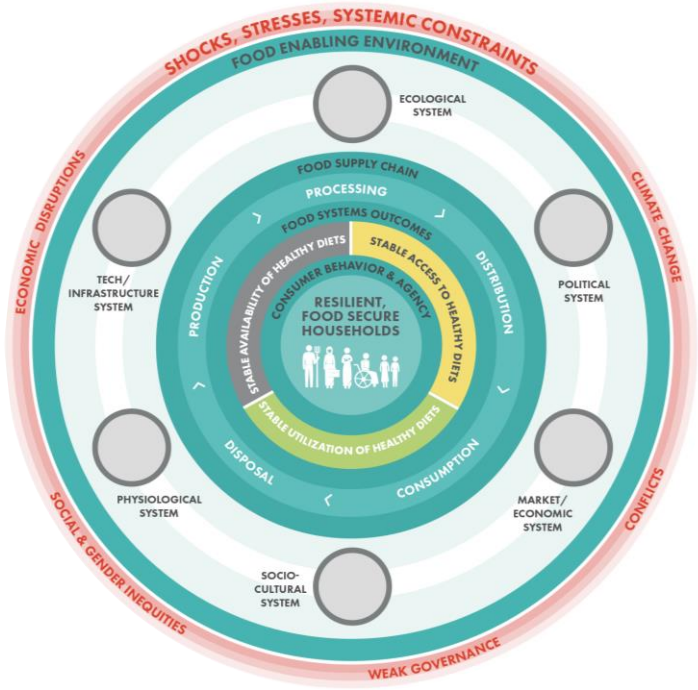 SHOCKS, STRESSES, SYSTEMIC CONSTRAINTS
FOOD ENABLING ENVIRONMENT
ECOLOGICAL
SYSTEM
ECONOMIC DISRUPTIONS
CLIMATE CHANGE
FOOD SUPPLY CHAIN
PROCESSING
FOOD SYSTEMS OUTCOMES
STABLE AVAILABILITY OF HEALTHY DIETS
STABLE ACCESS TO HEALTHY DIETS
CONSUMER BEHAVIOR & AGENCY
TECH/
INFRASTRUCTURE
SYSTEM
PRODUCTION
DISTRIBUTION
POLITICAL
SYSTEM
RESILIENT,
FOOD SECURE
HOUSEHOLDS
STABLE UTILIZATION OF HEALTHY DIETS
DISPOSAL
CONSUMPTION
PHYSIOLOGICAL
SYSTEM
MARKET/
ECONOMIC
SYSTEM
SOCIAL & GENDER INEQUITIES
CONFLICTS
SOCIO-
CULTURAL
SYSTEM
WEAK GOVERNANCE